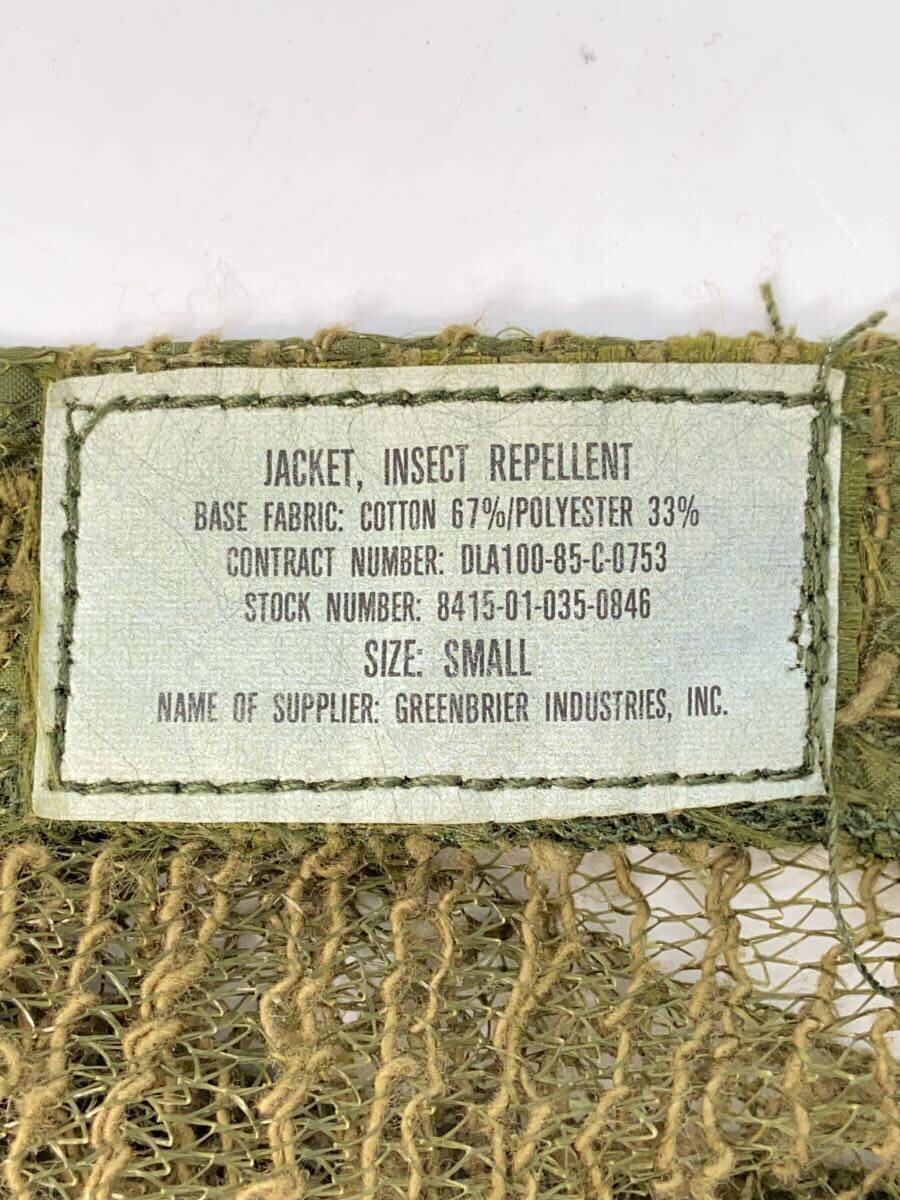 JACKET, INSECT REPELLENT
BASE FABRIC: COTTON 67%/POLYESTER 33%
CONTRACT NUMBER: DLA100-85-C-0753
STOCK NUMBER: 8415-01-035-0846
SIZE: SMALL
NAME OF SUPPLIER: GREENBRIER INDUSTRIES, INC.